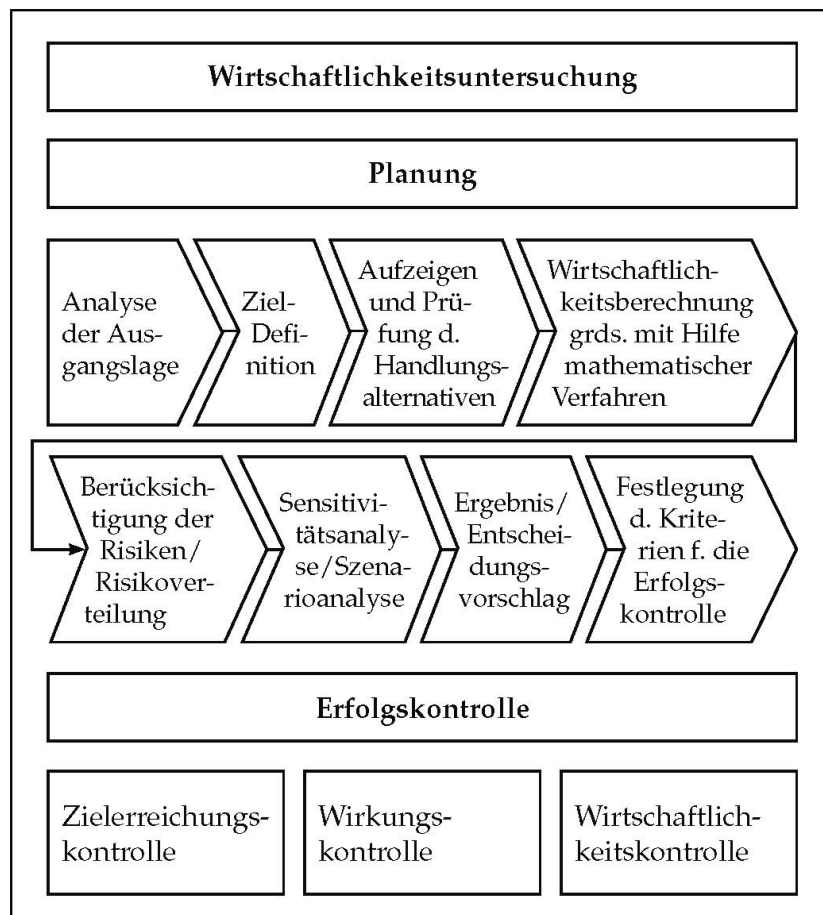 Wirtschaftlichkeitsuntersuchung
Planung
Analyse
der Aus-
gangslage
Ziel-
Defi-
nition
Aufzeigen
und Prü-
fung d.
Handlungs-
alternativen
Wirtschaftlich-
keitsberechnung
grds. mit Hilfe
mathematischer
Verfahren
Berücksich-
tigung der
Risiken/
Risikover-
teilung
Sensitivi-
tätsanaly-
se/Szena-
rioanalyse
Ergebnis/
Entschei-
dungs-
vorschlag
Festlegung
d. Krite-
rien f. die
Erfolgs-
kontrolle
Erfolgskontrolle
Zielerreichungs-
kontrolle
Wirkungs-
kontrolle
Wirtschaftlich-
keitskontrolle